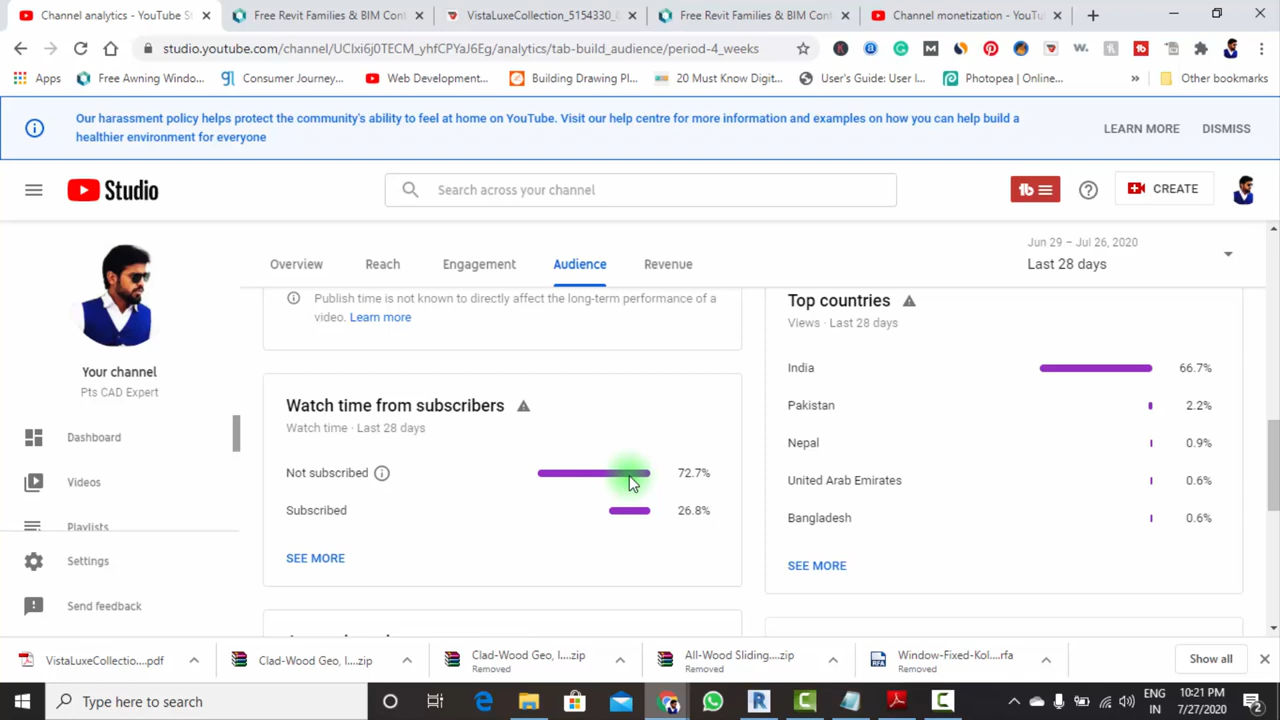 Channel analytics - YouTube S
Free Revit Families & BIM Cont
VistaLuxeCollection_5154330_
Free Revit Families & BIM Cont
Channel monetization - YouTu
studio.youtube.com/channel/UCIxi6j0TECM_yhfCPYaJ6Eg/analytics/tab-build_audience/period-4_weeks
Apps
Free Awning Windo...
Consumer Journey...
Web Development...
Building Drawing Pl...
20 Must Know Digit...
User's Guide: User I...
Photopea | Online...
Other bookmarks
Our harassment policy helps protect the community's ability to feel at home on YouTube. Visit our help centre for more information and examples on how you can help build a
healthier environment for everyone
LEARN MORE
DISMISS
Studio
Search across your channel
CREATE
Your channel
Pts CAD Expert
Dashboard
Videos
Playlists
Settings
Send feedback
Overview
Reach
Engagement
Audience
Revenue
Jun 29 – Jul 26, 2020
Last 28 days
Publish time is not known to directly affect the long-term performance of a
video. Learn more
Watch time from subscribers
Watch time · Last 28 days
Not subscribed 72.7%
Subscribed 26.8%
SEE MORE
Top countries
Views · Last 28 days
India 66.7%
Pakistan 2.2%
Nepal 0.9%
United Arab Emirates 0.6%
Bangladesh 0.6%
SEE MORE
VistaLuxeCollectio....pdf
Clad-Wood Geo, I....zip
Clad-Wood Geo, I....zip
Removed
All-Wood Sliding....zip
Removed
Window-Fixed-Kol....rfa
Removed
Show all
Type here to search
ENG
IN
10:21 PM
7/27/2020
2